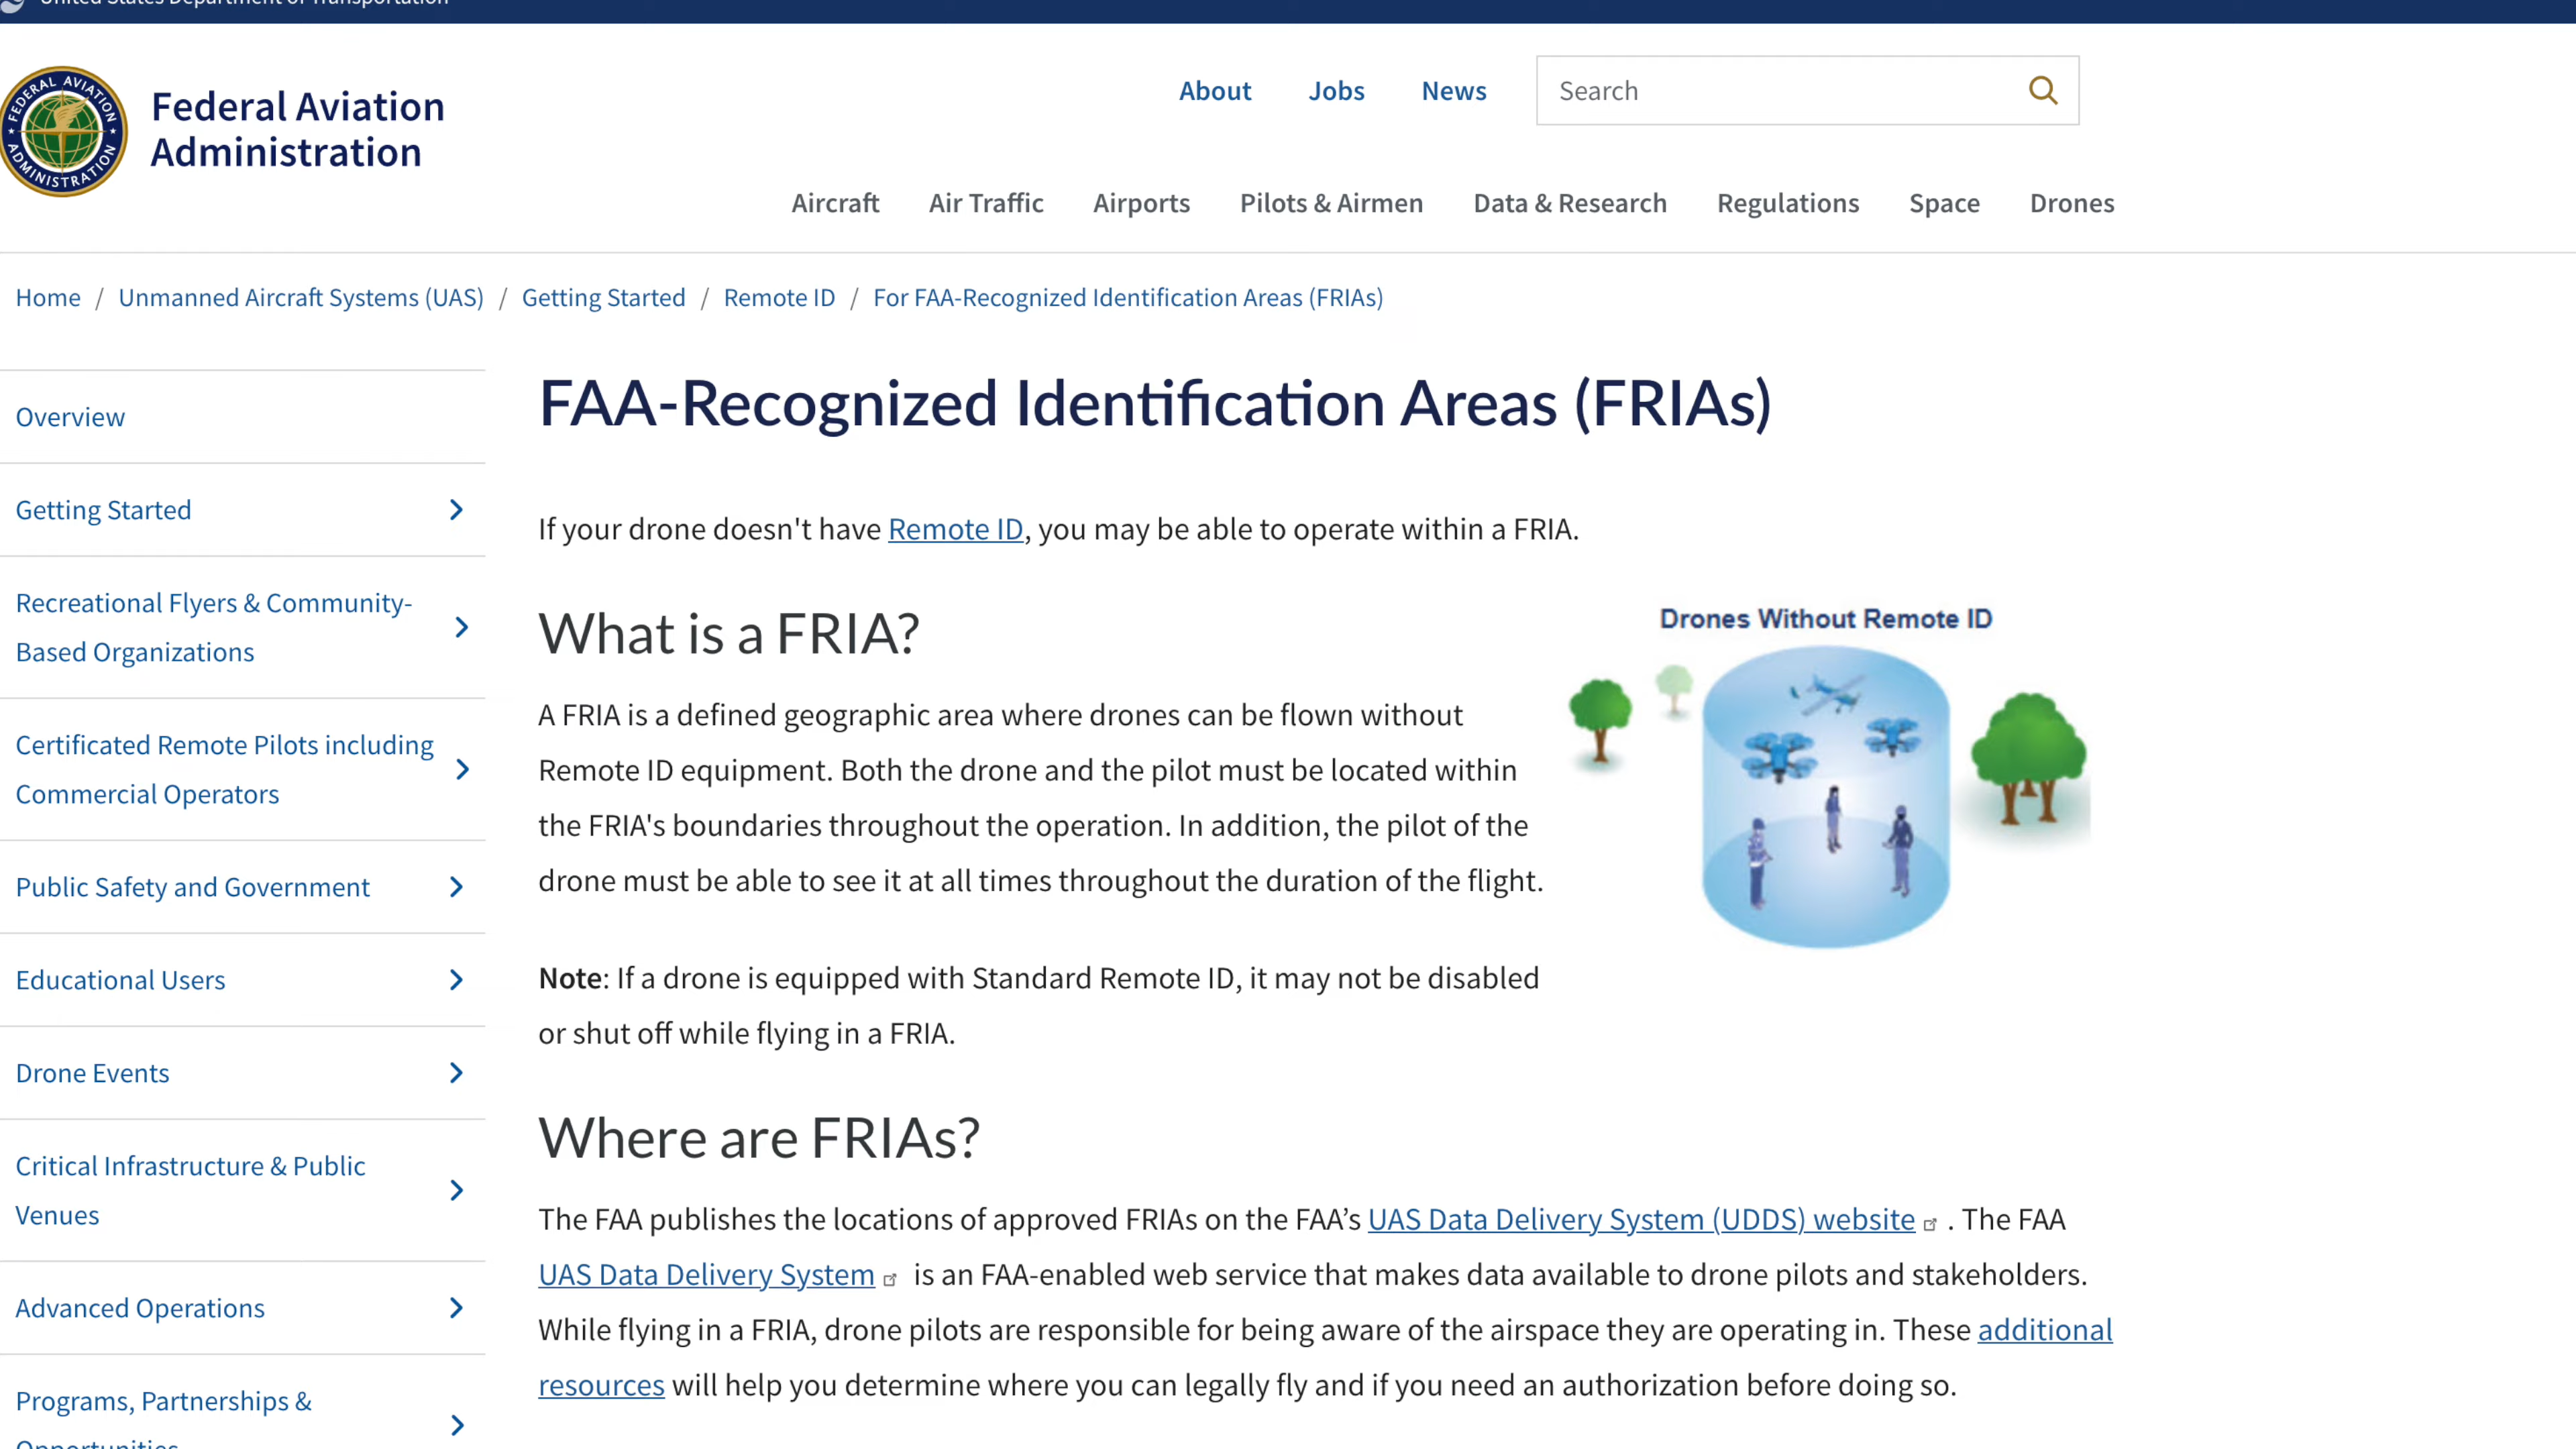 United States Department of Transportation
FEDERAL AVIATION
ADMINISTRATION
Federal Aviation
Administration
About
Jobs
News
Search
Aircraft
Air Traffic
Airports
Pilots & Airmen
Data & Research
Regulations
Space
Drones
Home / Unmanned Aircraft Systems (UAS) / Getting Started / Remote ID / For FAA-Recognized Identification Areas (FRIAs)
Overview
Getting Started
Recreational Flyers & Community-
Based Organizations
Certificated Remote Pilots including
Commercial Operators
Public Safety and Government
Educational Users
Drone Events
Critical Infrastructure & Public
Venues
Advanced Operations
Programs, Partnerships &
Opportunities
FAA-Recognized Identification Areas (FRIAs)
If your drone doesn't have Remote ID, you may be able to operate within a FRIA.
What is a FRIA?
A FRIA is a defined geographic area where drones can be flown without
Remote ID equipment. Both the drone and the pilot must be located within
the FRIA's boundaries throughout the operation. In addition, the pilot of the
drone must be able to see it at all times throughout the duration of the flight.
Drones Without Remote ID
Note: If a drone is equipped with Standard Remote ID, it may not be disabled
or shut off while flying in a FRIA.
Where are FRIAs?
The FAA publishes the locations of approved FRIAs on the FAA’s UAS Data Delivery System (UDDS) website . The FAA
UAS Data Delivery System is an FAA-enabled web service that makes data available to drone pilots and stakeholders.
While flying in a FRIA, drone pilots are responsible for being aware of the airspace they are operating in. These additional
resources will help you determine where you can legally fly and if you need an authorization before doing so.